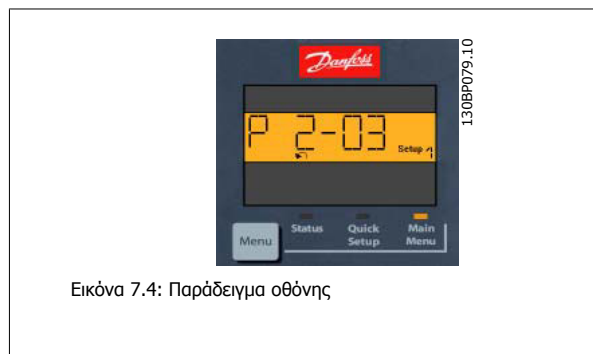 Danfoss
130BP079.10
P 2-03
Setup 1
Menu
Status
Quick Setup
Main Menu
Εικόνα 7.4: Παράδειγμα οθόνης